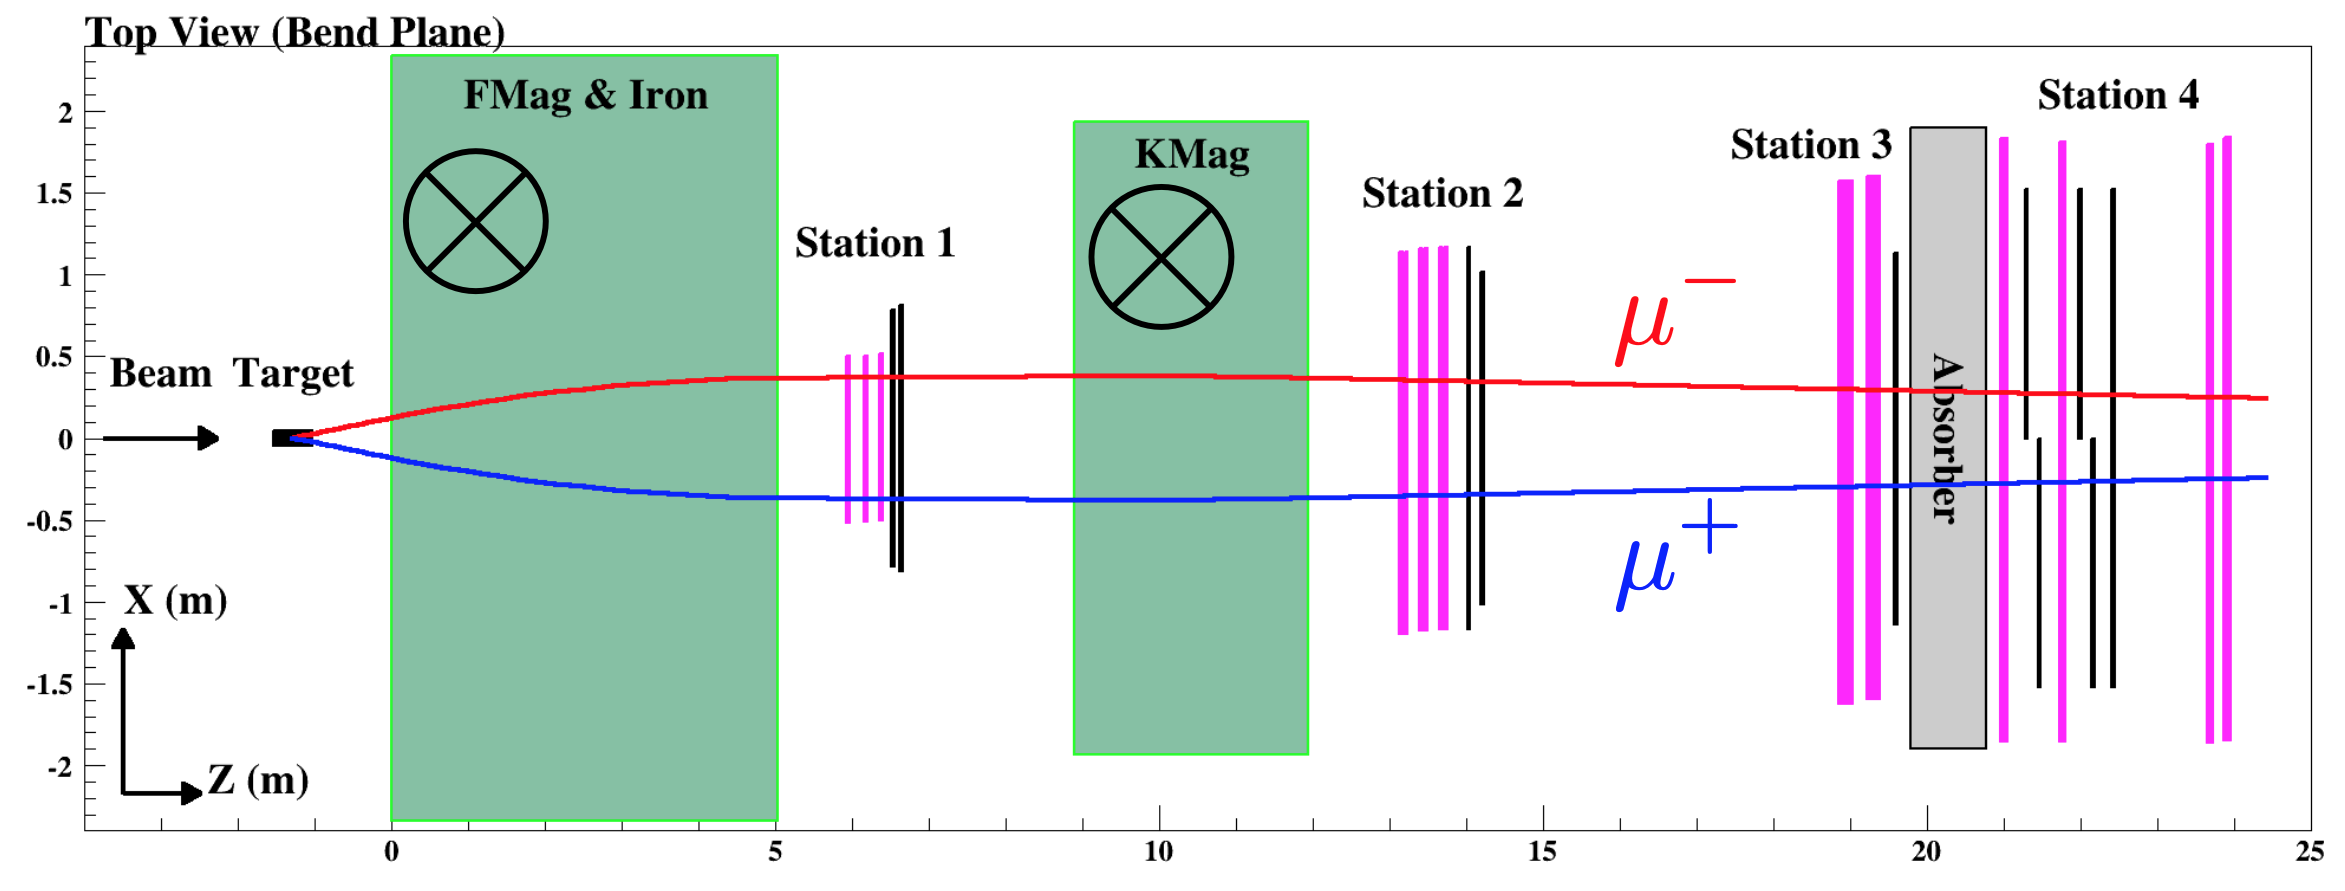 Top View (Bend Plane)
FMag & Iron
Station 4
KMag
Station 3
Station 2
Station 1
μ−
Beam Target
Absorber
μ+
X (m)
Z (m)
2
1.5
1
0.5
0
-0.5
-1
-1.5
-2
0 5 10 15 20 25